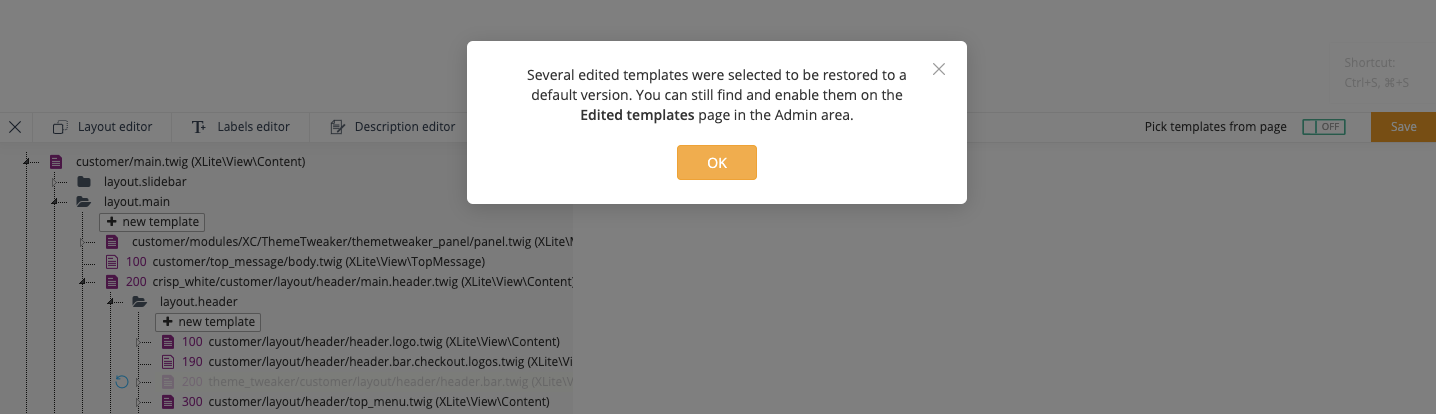 Several edited templates were selected to be restored to a
default version. You can still find and enable them on the
Edited templates page in the Admin area.
OK
Shortcut:
Ctrl+S, ⌘+S
Layout editor
Labels editor
Description editor
Pick templates from page
OFF
Save
customer/main.twig (XLite\View\Content)
layout.slidebar
layout.main
+ new template
customer/modules/XC/ThemeTweaker/themetweaker_panel/panel.twig (XLite\M
100 customer/top_message/body.twig (XLite\View\TopMessage)
200 crisp_white/customer/layout/header/main.header.twig (XLite\View\Content)
layout.header
+ new template
100 customer/layout/header/header.logo.twig (XLite\View\Content)
190 customer/layout/header/header.bar.checkout.logos.twig (XLite\Vi
200 theme_tweaker/customer/layout/header/header.bar.twig (XLite\V
300 customer/layout/header/top_menu.twig (XLite\View\Content)